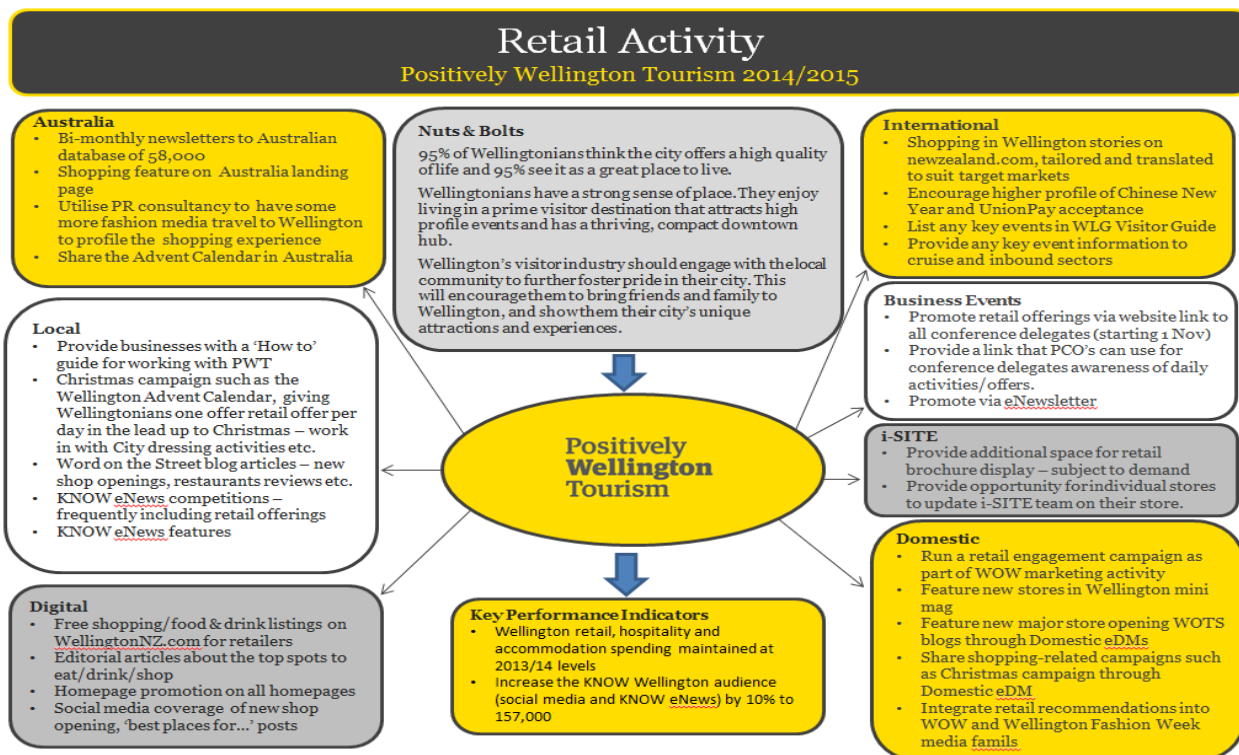 Retail Activity
Positively Wellington Tourism 2014/2015
Australia
• Bi-monthly newsletters to Australian
database of 58,000
• Shopping feature on Australia landing
page
• Utilise PR consultancy to have some
more fashion media travel to Wellington
to profile the shopping experience
• Share the Advent Calendar in Australia
Nuts & Bolts
95% of Wellingtonians think the city offers a high quality
of life and 95% see it as a great place to live.
Wellingtonians have a strong sense of place. They enjoy
living in a prime visitor destination that attracts high
profile events and has a thriving, compact downtown
hub.
Wellington's visitor industry should engage with the local
community to further foster pride in their city. This
will encourage them to bring friends and family to
Wellington, and show them their city's unique
attractions and experiences.
International
• Shopping in Wellington stories on
newzealand.com, tailored and translated
to suit target markets
• Encourage higher profile of Chinese New
Year and UnionPay acceptance
• List any key events in WLG Visitor Guide
• Provide any key event information to
cruise and inbound sectors
Local
• Provide businesses with a 'How to'
guide for working with PWT
• Christmas campaign such as the
Wellington Advent Calendar, giving
Wellingtonians one offer retail offer per
day in the lead up to Christmas – work
in with City dressing activities etc.
• Word on the Street blog articles – new
shop openings, restaurants reviews etc.
• KNOW eNews competitions –
frequently including retail offerings
• KNOW eNews features
Positively
Wellington
Tourism
Business Events
• Promote retail offerings via website link to
all conference delegates (starting 1 Nov)
• Provide a link that PCO's can use for
conference delegates awareness of daily
activities/offers.
• Promote via eNewsletter
i-SITE
• Provide additional space for retail
brochure display – subject to demand
• Provide opportunity for individual stores
to update i-SITE team on their store.
Digital
• Free shopping/food & drink listings on
WellingtonNZ.com for retailers
• Editorial articles about the top spots to
eat/drink/shop
• Homepage promotion on all homepages
• Social media coverage of new shop
opening, 'best places for...' posts
Key Performance Indicators
• Wellington retail, hospitality and
accommodation spending maintained at
2013/14 levels
• Increase the KNOW Wellington audience
(social media and KNOW eNews) by 10% to
157,000
Domestic
• Run a retail engagement campaign as
part of WOW marketing activity
• Feature new stores in Wellington mini
mag
• Feature new major store opening WOTS
blogs through Domestic eDMs
• Share shopping-related campaigns such
as Christmas campaign through
Domestic eDM
• Integrate retail recommendations into
WOW and Wellington Fashion Week
media famils